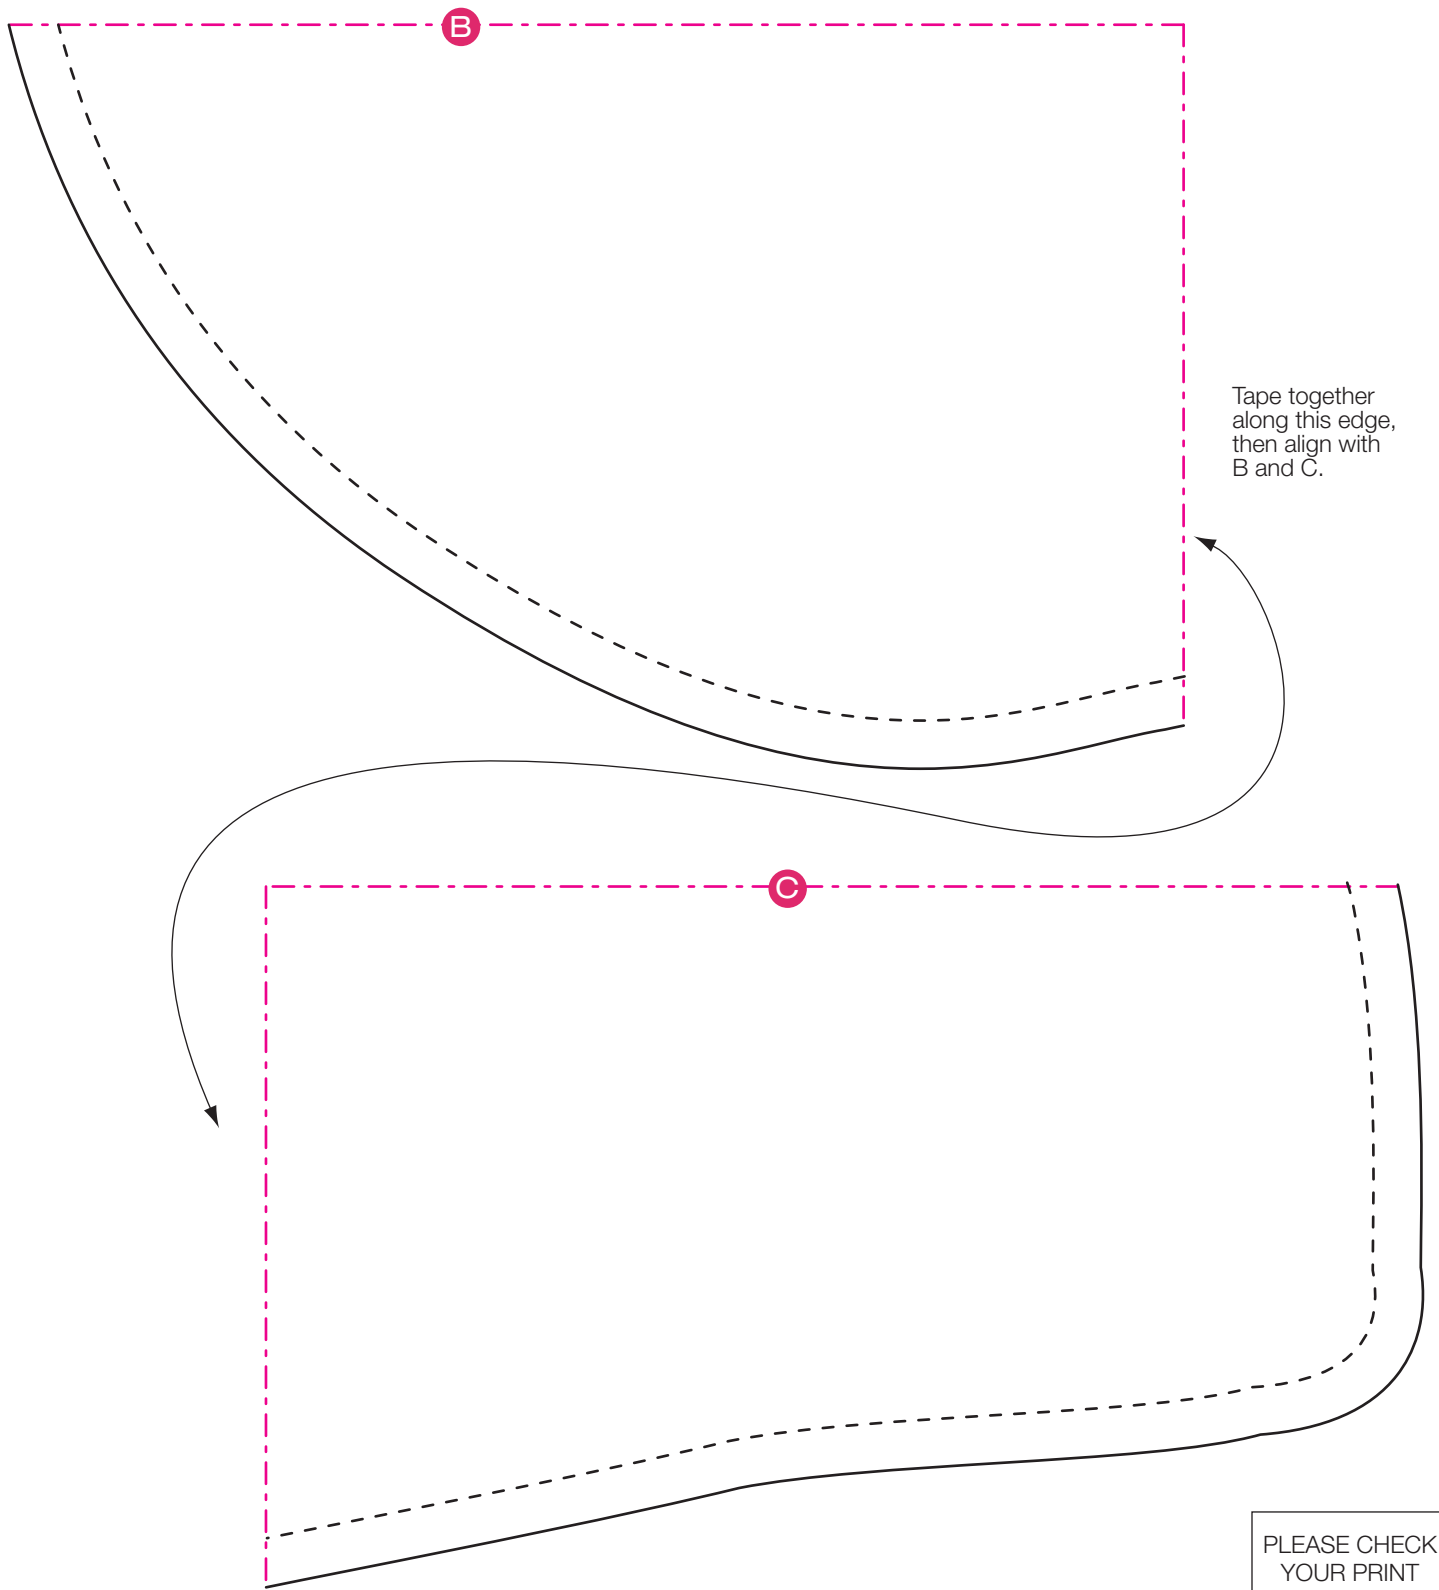 B
Tape together
along this edge,
then align with
B and C.
C
PLEASE CHECK
YOUR PRINT